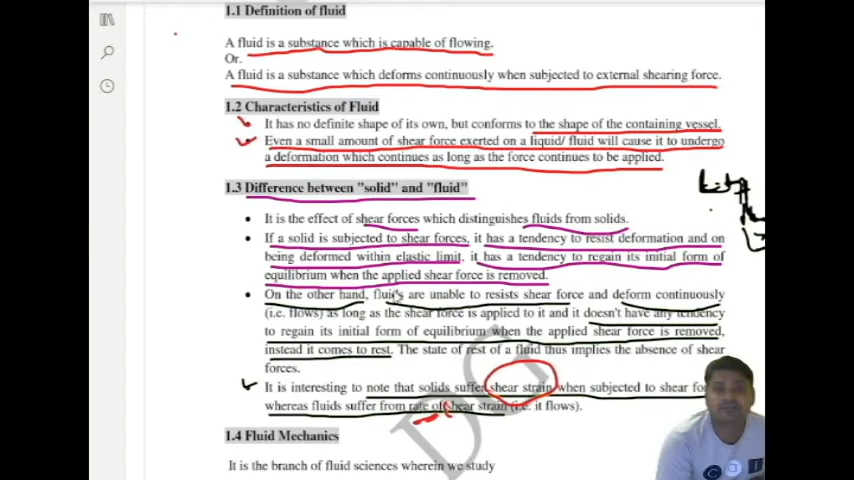 1.1 Definition of fluid
A fluid is a substance which is capable of flowing.
Or.
A fluid is a substance which deforms continuously when subjected to external shearing force.
1.2 Characteristics of Fluid
It has no definite shape of its own, but conforms to the shape of the containing vessel.
Even a small amount of shear force exerted on a liquid/ fluid will cause it to undergo
a deformation which continues as long as the force continues to be applied.
1.3 Difference between "solid" and "fluid"
• It is the effect of shear forces which distinguishes fluids from solids.
• If a solid is subjected to shear forces, it has a tendency to resist deformation and on
being deformed within elastic limit, it has a tendency to regain its initial form of
equilibrium when the applied shear force is removed.
• On the other hand, fluids are unable to resists shear force and deform continuously
(i.e. flows) as long as the shear force is applied to it and it doesn't have any tendency
to regain its initial form of equilibrium when the applied shear force is removed,
instead it comes to rest. The state of rest of a fluid thus implies the absence of shear
forces.
It is interesting to note that solids suffer shear strain when subjected to shear
whereas fluids suffer from rate of shear strain (i.e. it flows).
DG
1.4 Fluid Mechanics
It is the branch of fluid sciences wherein we study